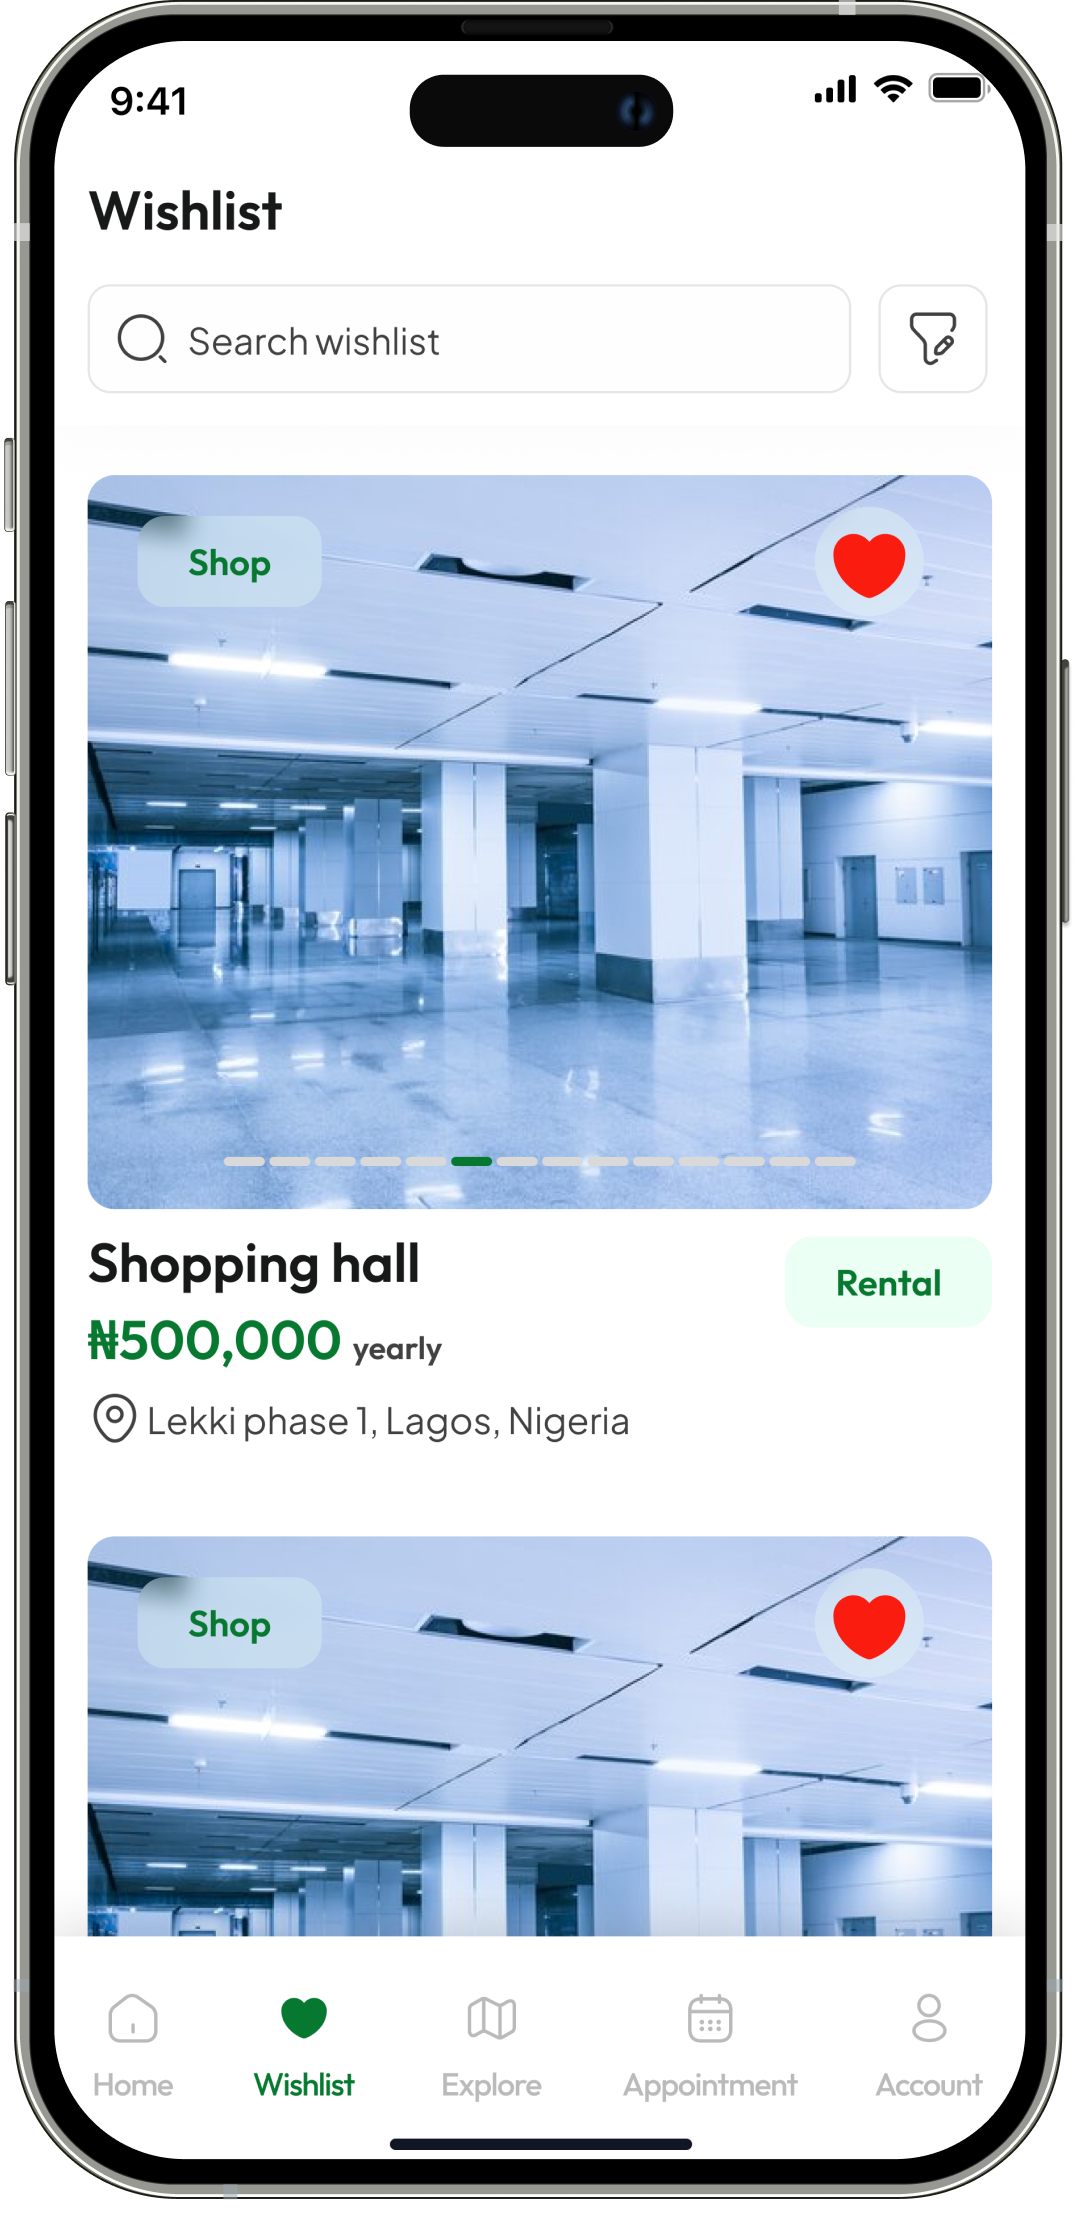 9:41
Wishlist
Search wishlist
Shop
Shopping hall
Rental
₦500,000 yearly
Lekki phase 1, Lagos, Nigeria
Shop
Home
Wishlist
Explore
Appointment
Account